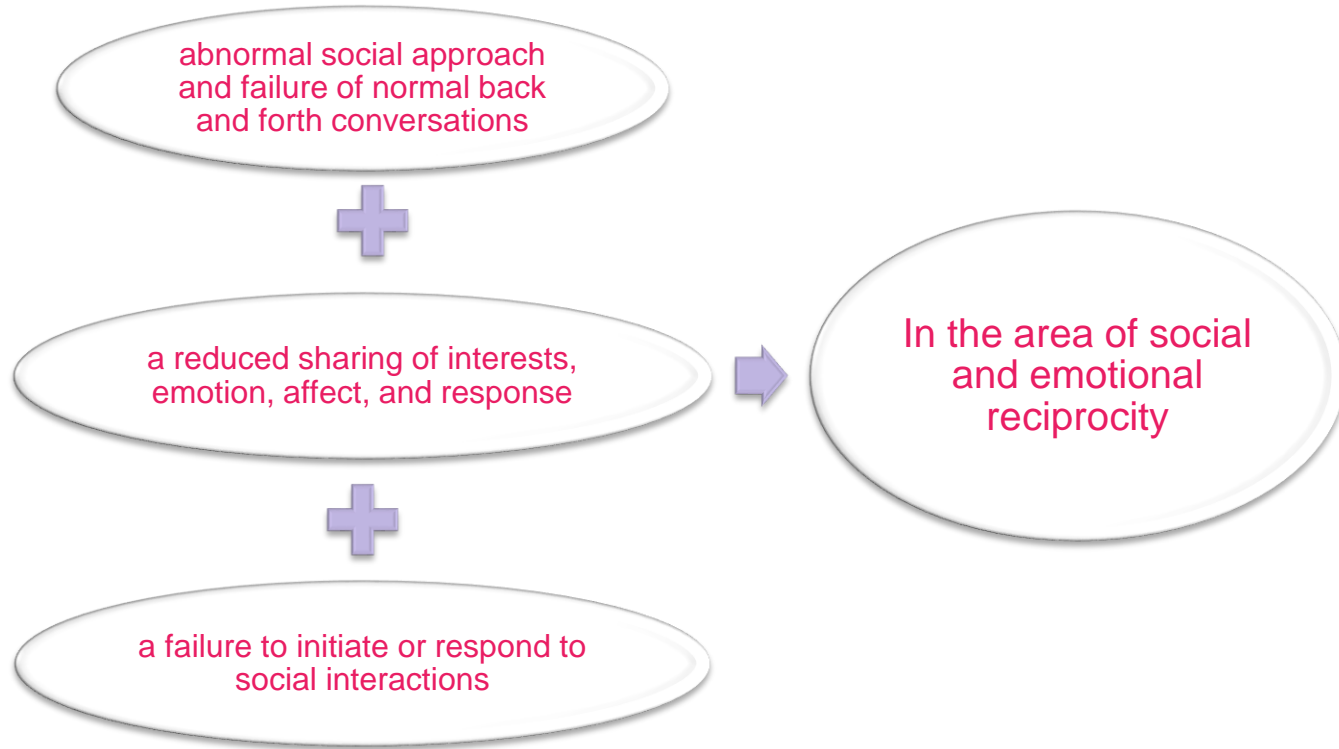 abnormal social approach
and failure of normal back
and forth conversations
a reduced sharing of interests,
emotion, affect, and response
a failure to initiate or respond to
social interactions
In the area of social
and emotional
reciprocity